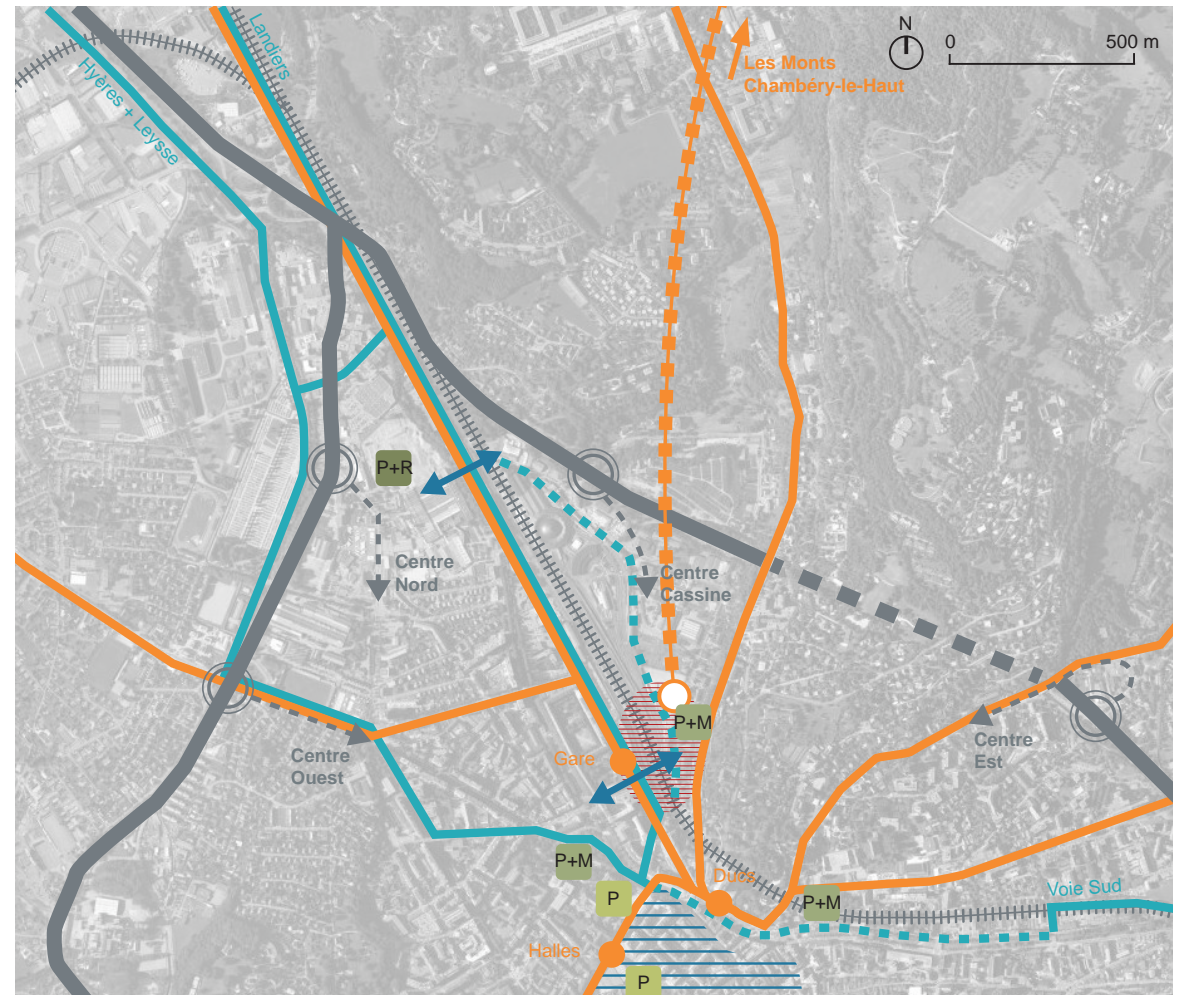 N
0 500 m
Landiers
Les Monts
Chambéry-le-Haut
Hyères + Leysse
P+R
Centre
Nord
Centre
Cassine
P+M
Centre
Ouest
Gare
Centre
Est
P+M
P
Ducs
P+M
Voie Sud
Halles
P